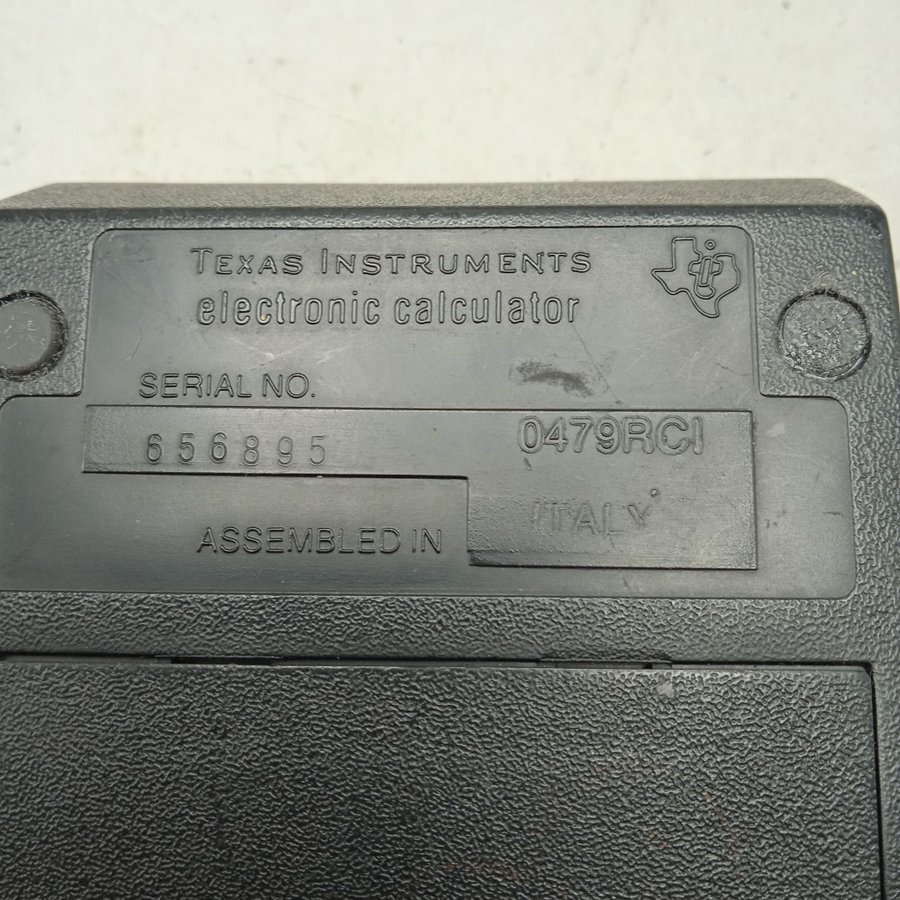 TEXAS INSTRUMENTS
electronic calculator
SERIAL NO.
656895 0479RCI
ASSEMBLED IN ITALY